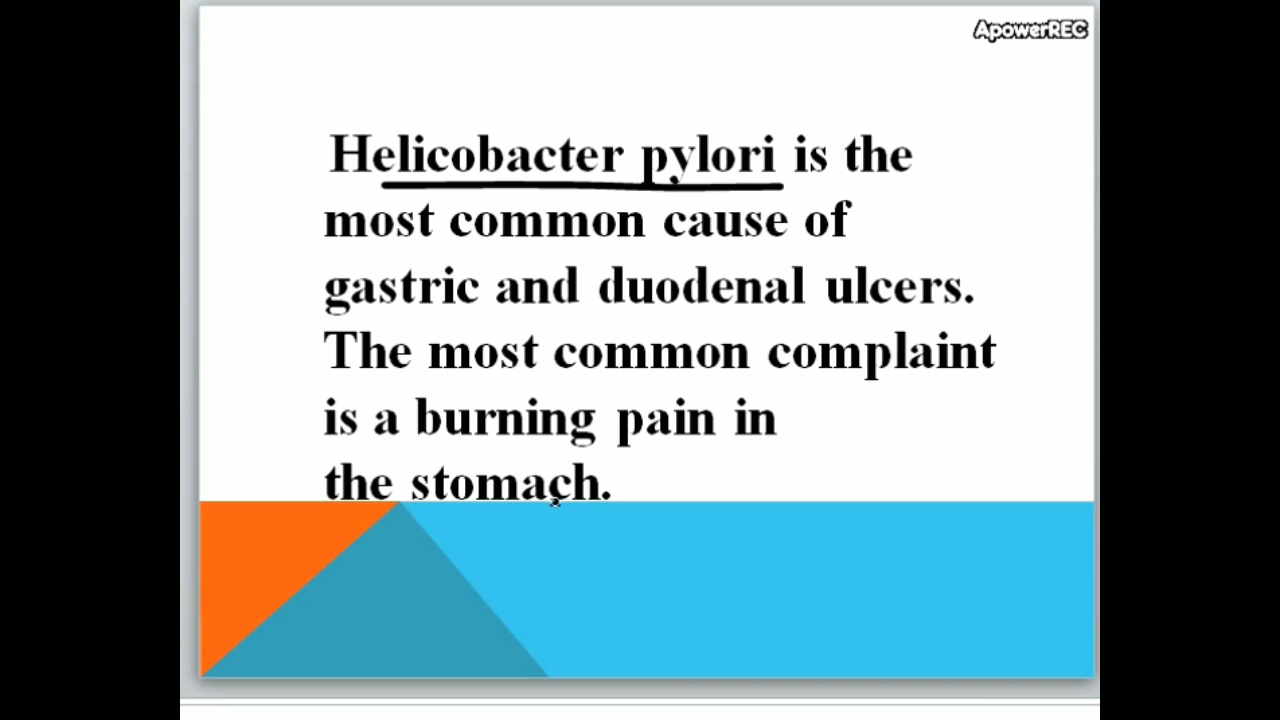 ApowerREC
Helicobacter pylori is the
most common cause of
gastric and duodenal ulcers.
The most common complaint
is a burning pain in
the stomach.